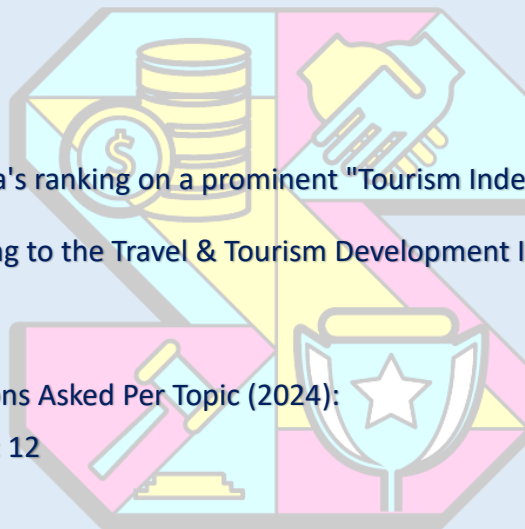 a's ranking on a prominent "Tourism Inde
ng to the Travel & Tourism Development I
ons Asked Per Topic (2024):
: 12
$